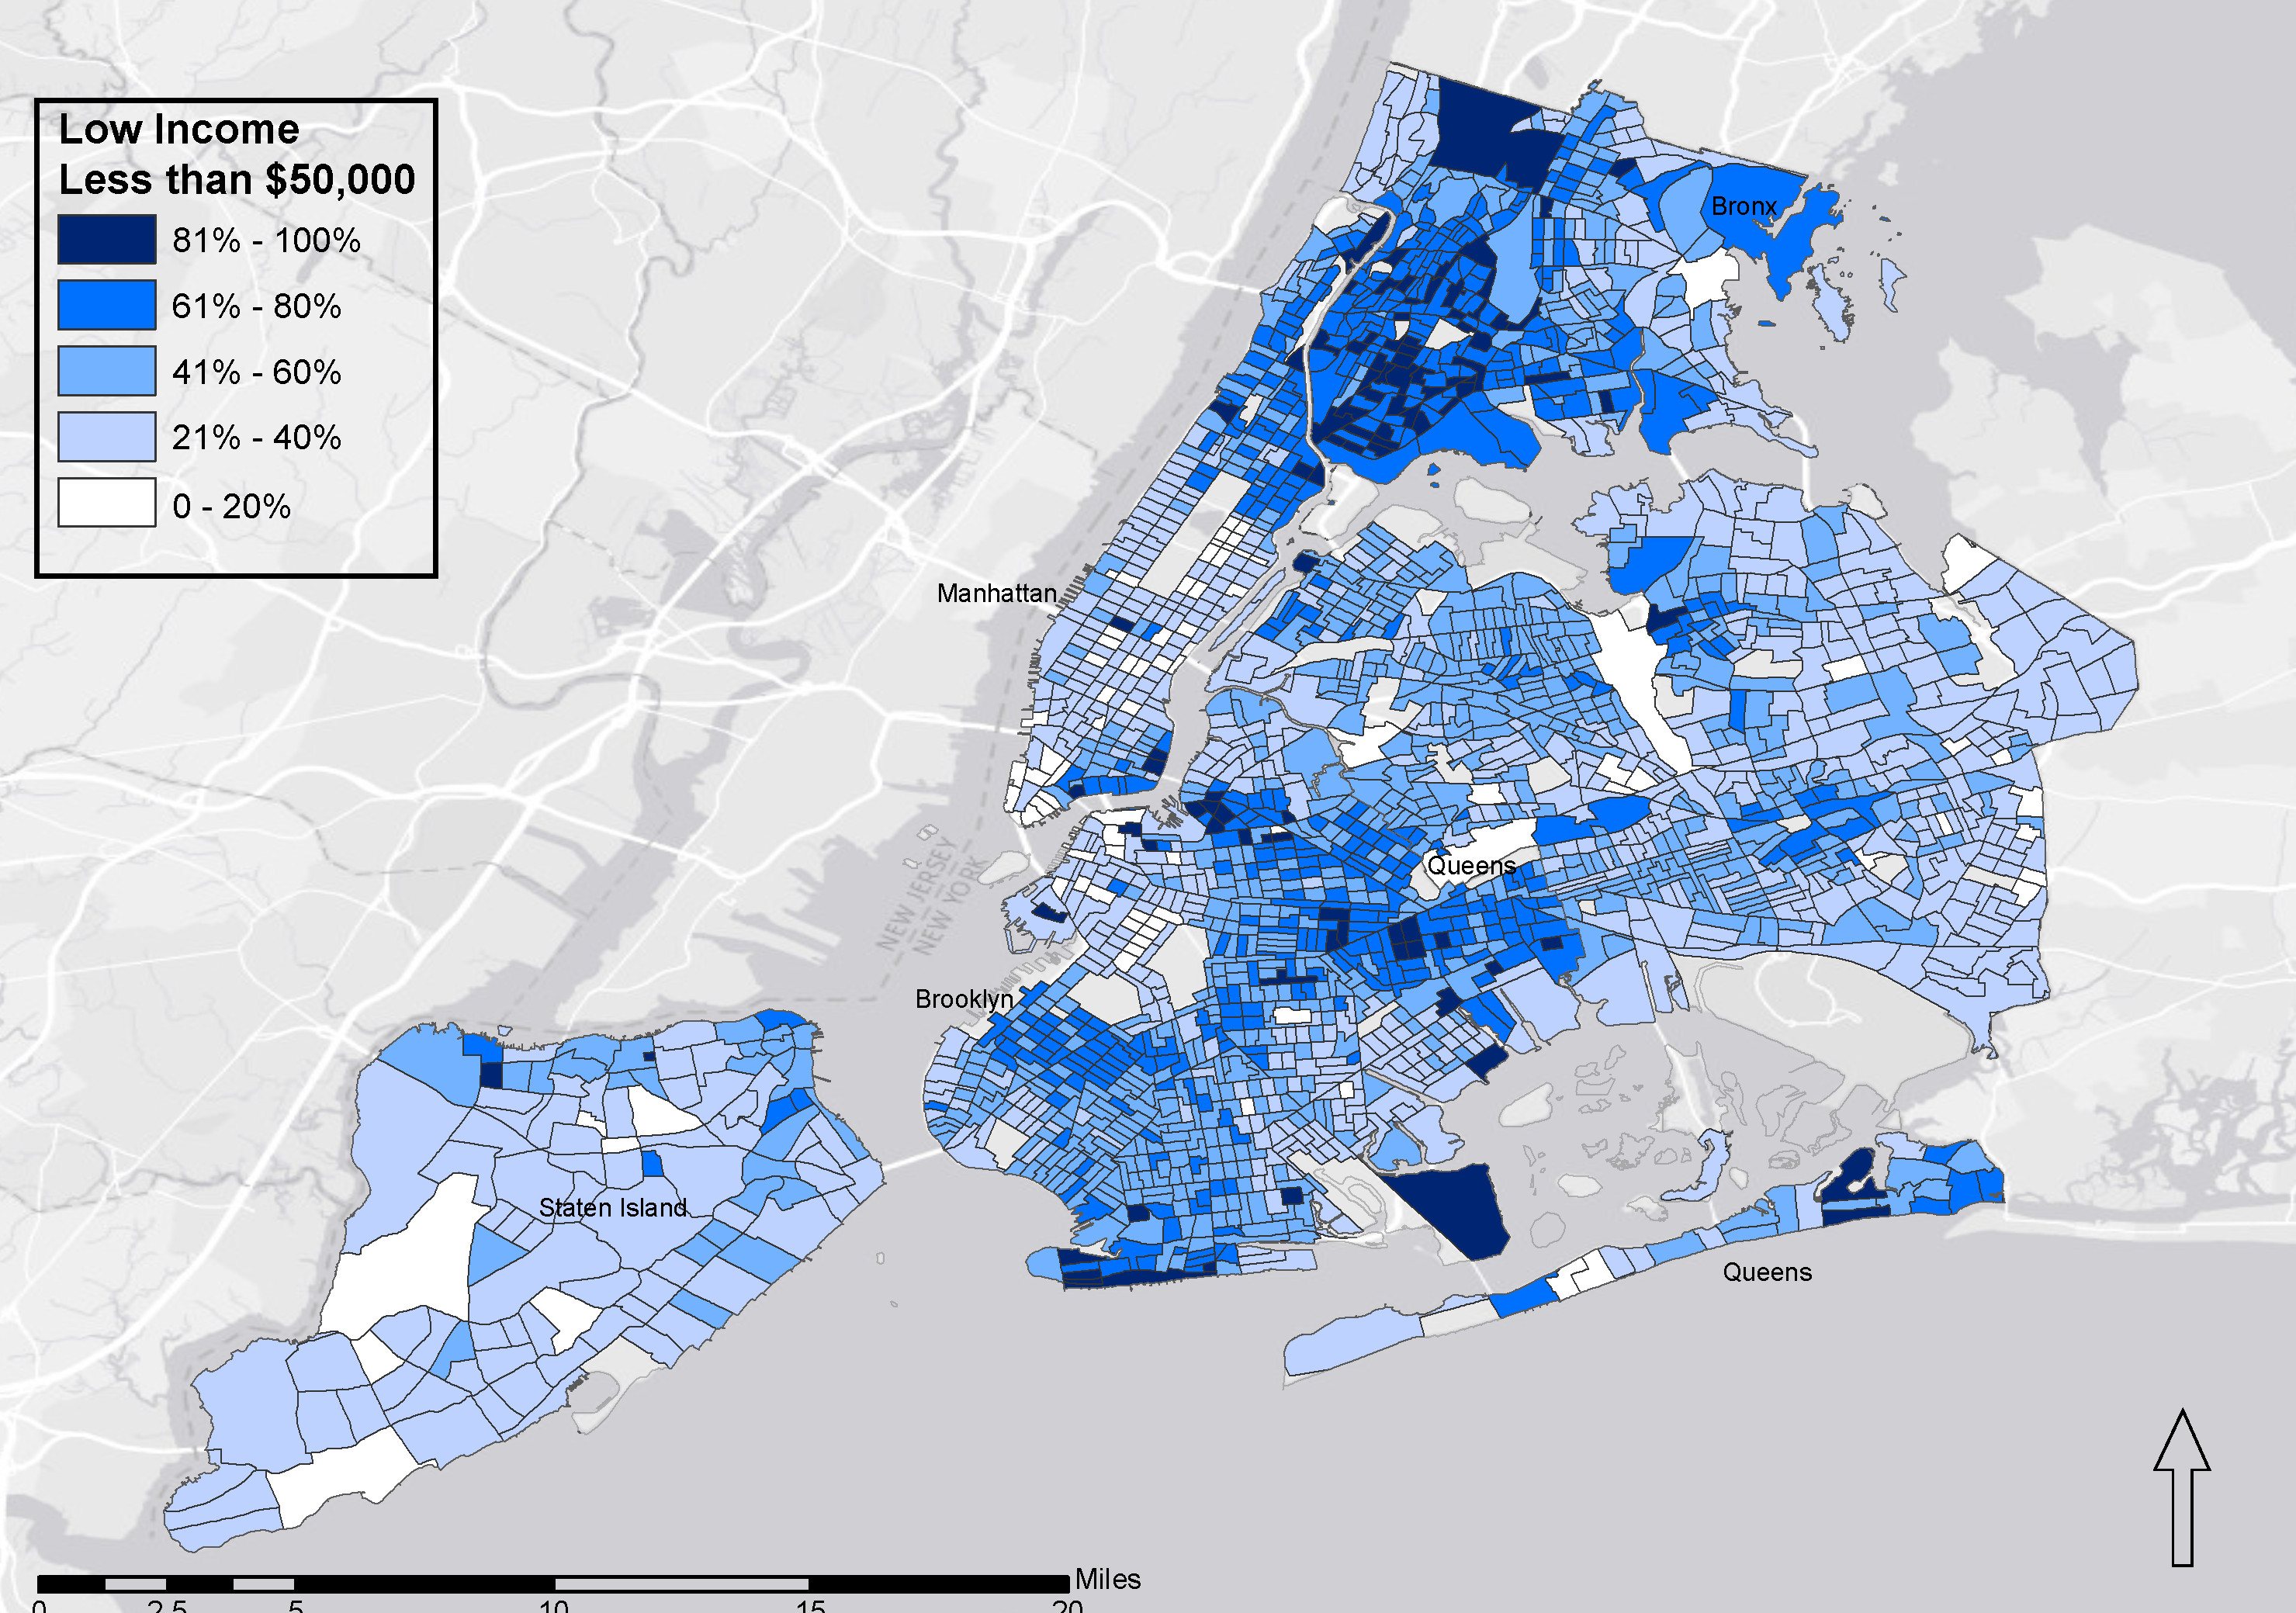 Low Income
Less than $50,000
81% - 100%
61% - 80%
41% - 60%
21% - 40%
0 - 20%
Bronx
Manhattan
NEW JERSEY
NEW YORK
Queens
Brooklyn
Staten Island
Queens
Miles
0 2.5 5 10 15 20